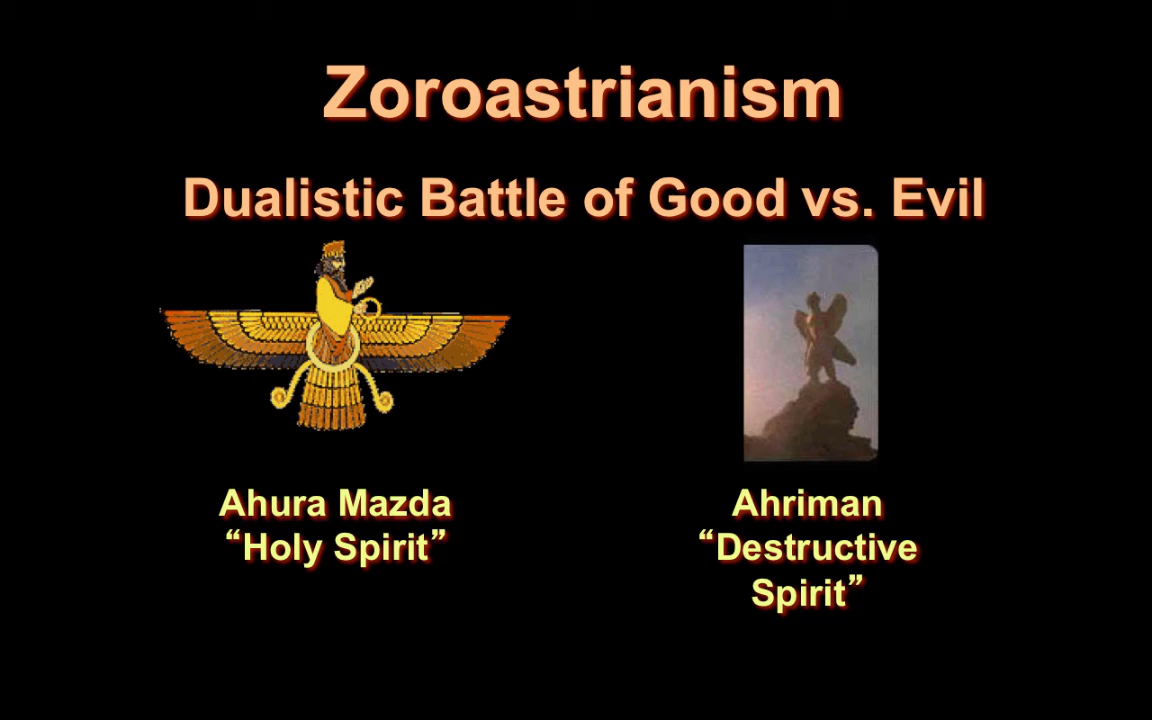 Zoroastrianism
Dualistic Battle of Good vs. Evil
Ahura Mazda
“Holy Spirit”
Ahriman
“Destructive
Spirit”